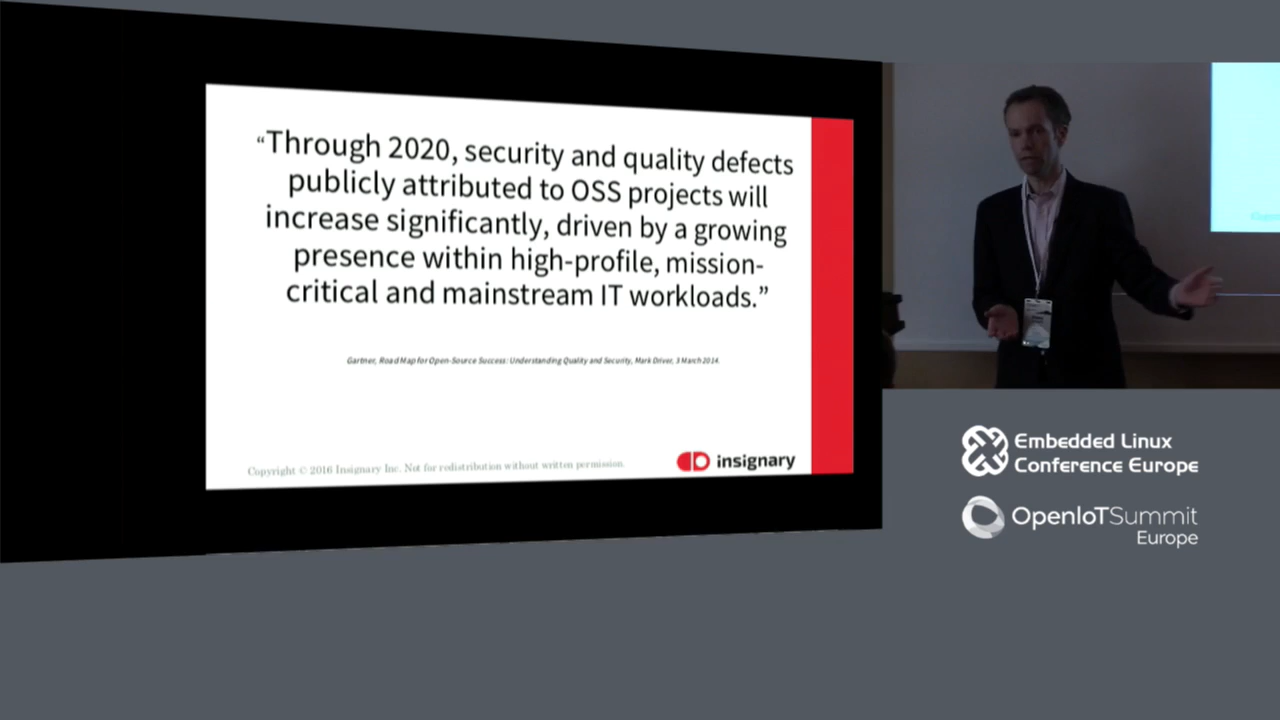 “Through 2020, security and quality defects
publicly attributed to OSS projects will
increase significantly, driven by a growing
presence within high-profile, mission-
critical and mainstream IT workloads.”
Gartner, Road Map for Open-Source Success: Understanding Quality and Security, Mark Driver, 3 March 2014.
Copyright © 2016 Insignary Inc. Not for redistribution without written permission.
insignary
Embedded Linux
Conference Europe
OpenIoTSummit
Europe